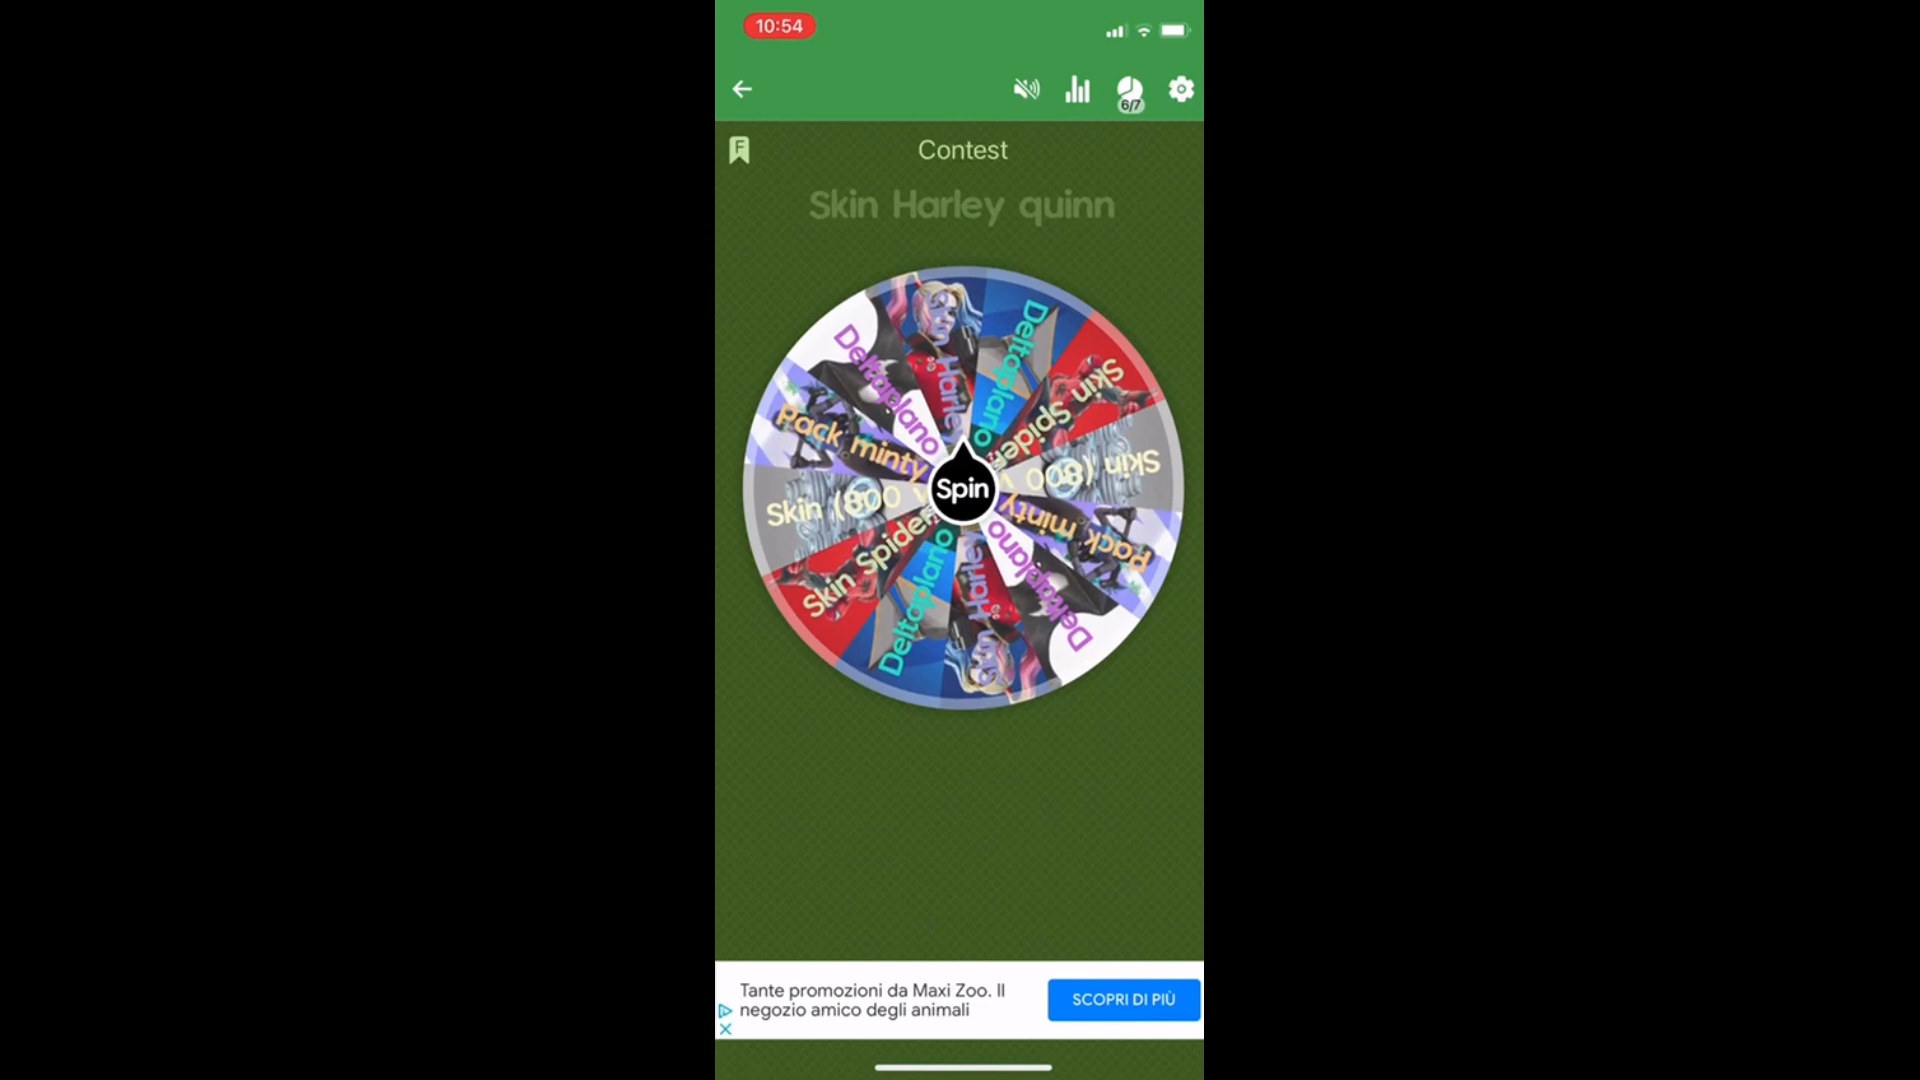 10:54
6/7
F
Contest
Skin Harley quinn
Deltaplano
Skin Spider
Skin (800 v
Pack minty
Deltaplano
Harley
Deltaplano
Skin Spider
Skin (800 v
Pack minty
Deltaplano
Harley
Spin
Tante promozioni da Maxi Zoo. Il
negozio amico degli animali
SCOPRI DI PIÙ